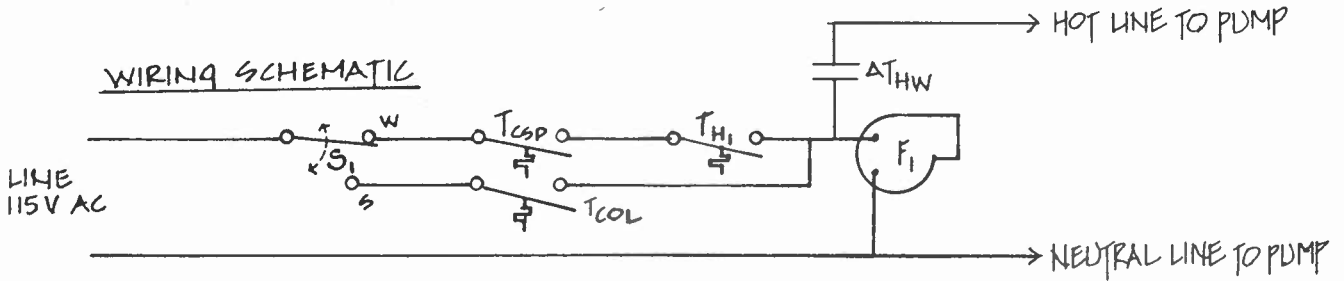 HOT LINE TO PUMP
WIRING SCHEMATIC
ΔTHW
W
TCSP
TH1
F1
S1
LINE
115V AC
S
TCOL
NEUTRAL LINE TO PUMP